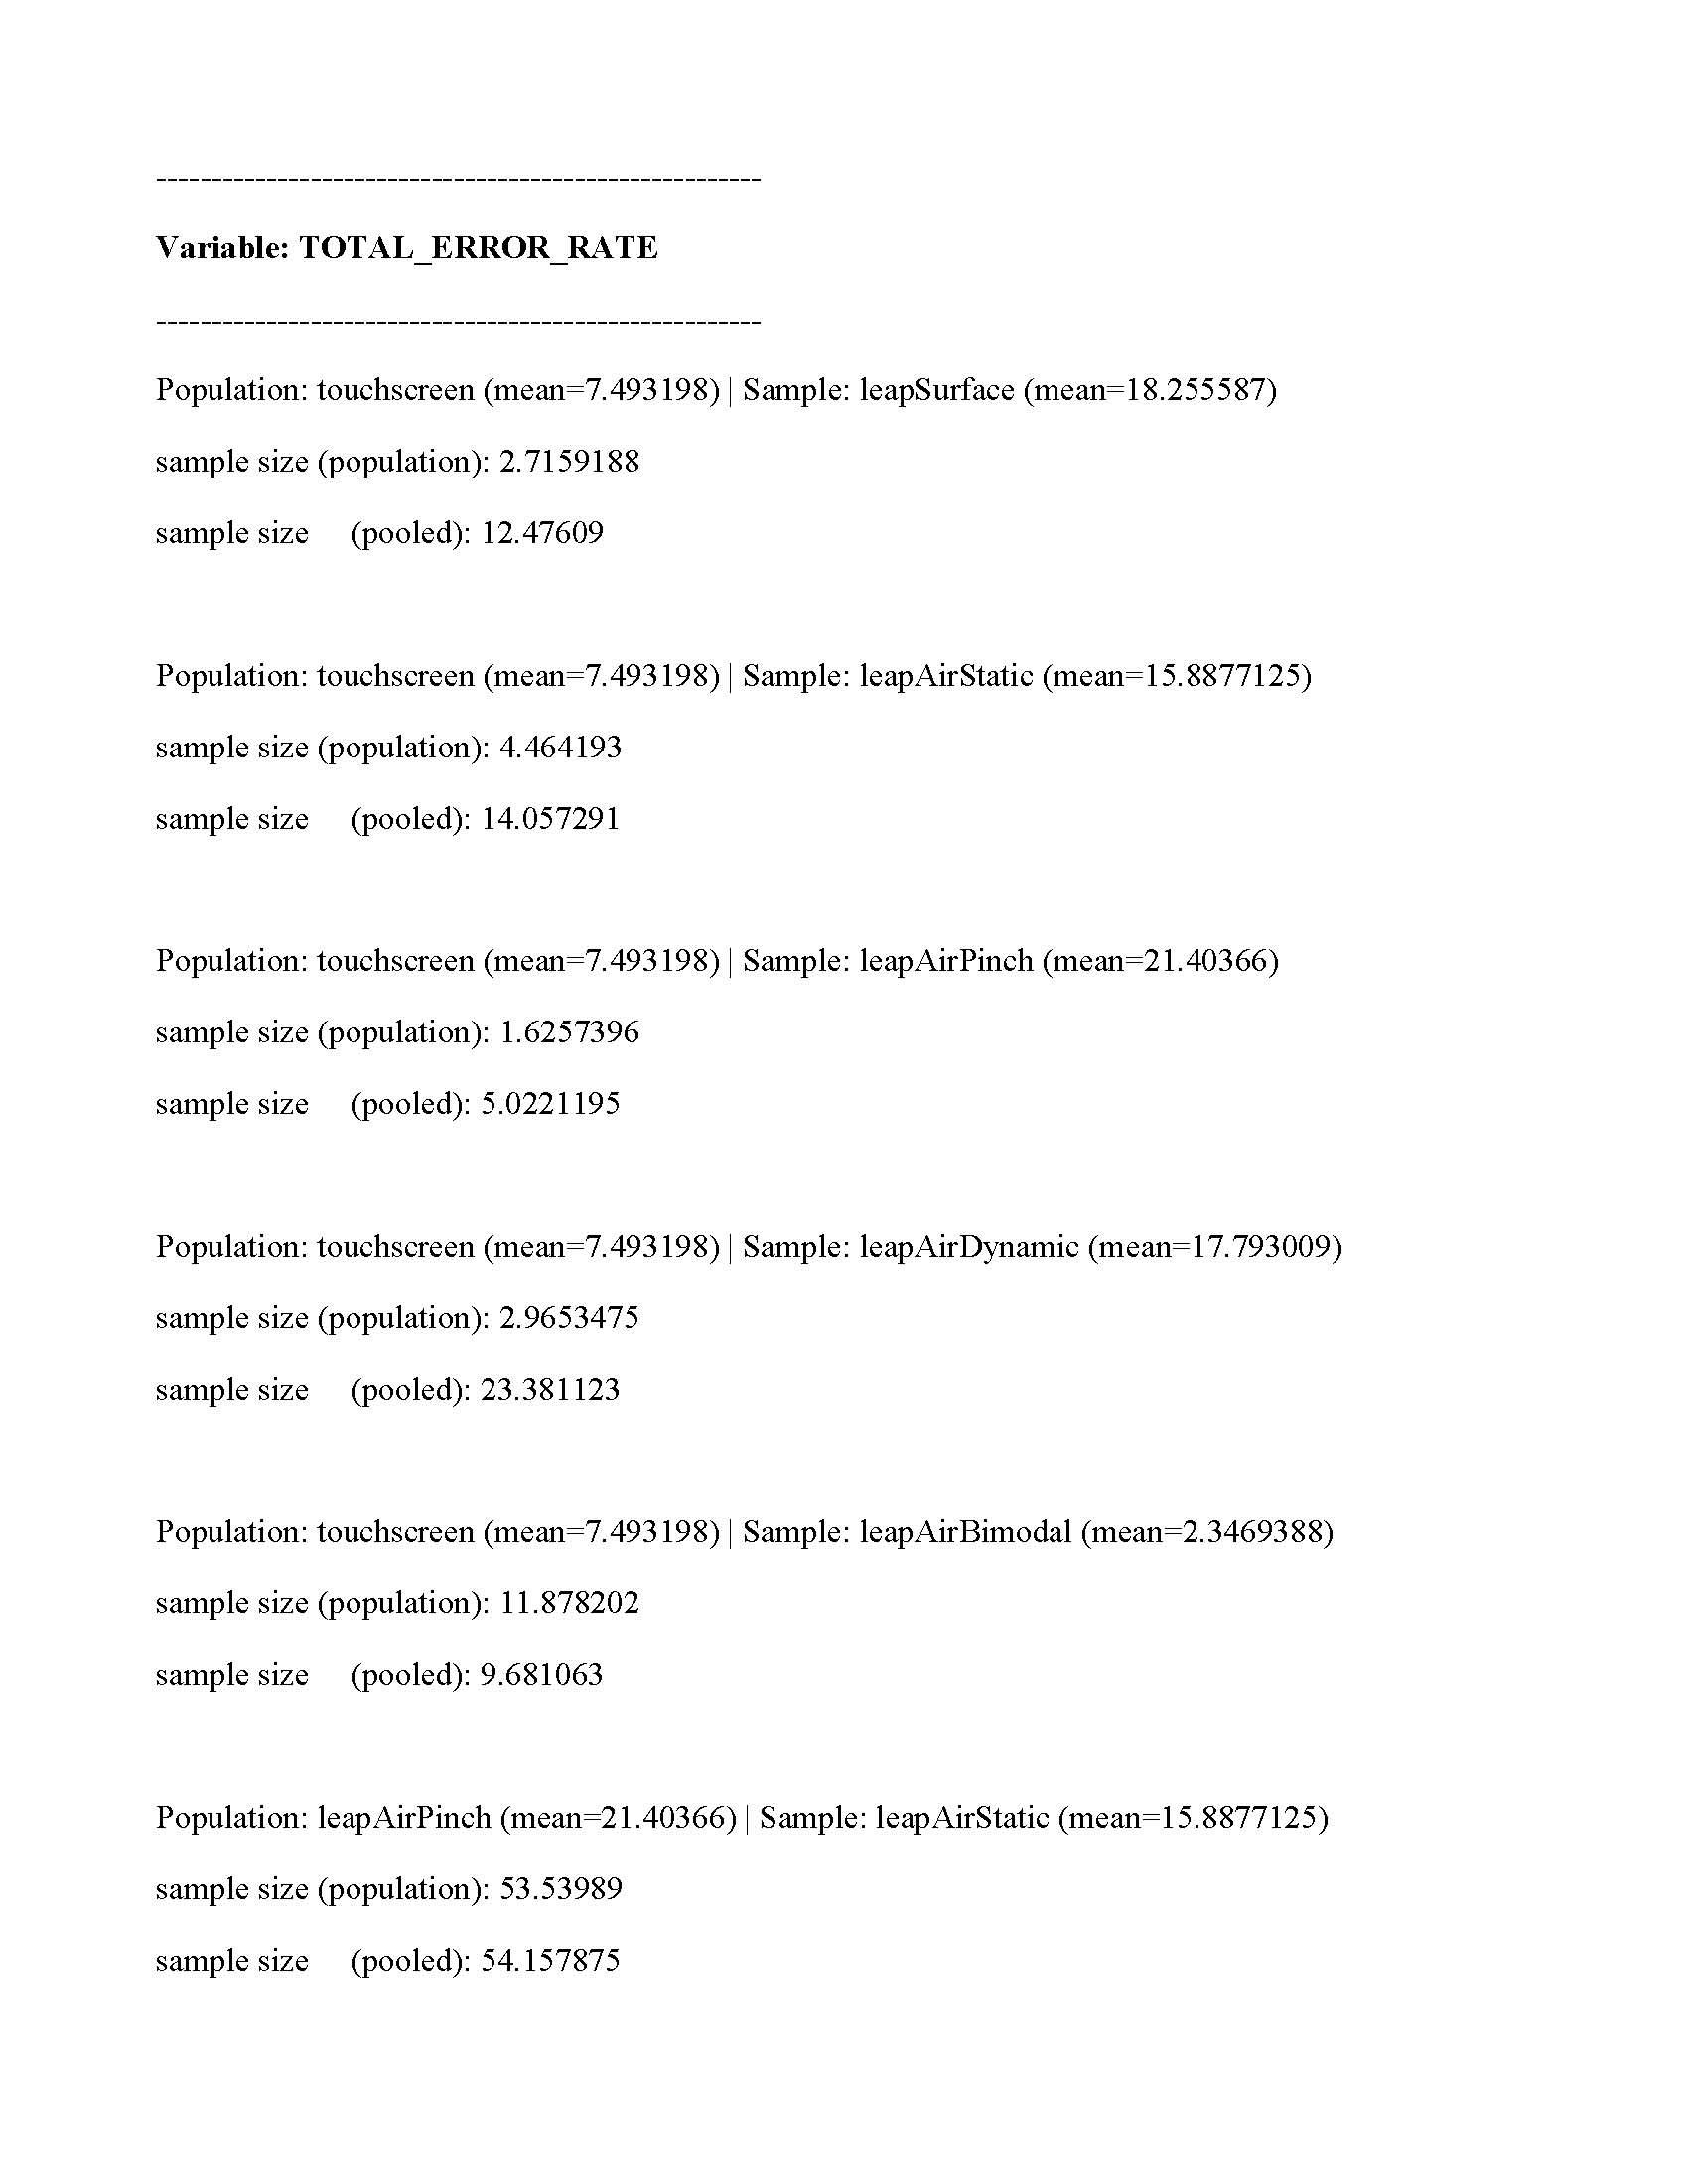 -------------------------------------------------------
Variable: TOTAL_ERROR_RATE
-------------------------------------------------------
Population: touchscreen (mean=7.493198) | Sample: leapSurface (mean=18.255587)
sample size (population): 2.7159188
sample size     (pooled): 12.47609
Population: touchscreen (mean=7.493198) | Sample: leapAirStatic (mean=15.8877125)
sample size (population): 4.464193
sample size     (pooled): 14.057291
Population: touchscreen (mean=7.493198) | Sample: leapAirPinch (mean=21.40366)
sample size (population): 1.6257396
sample size     (pooled): 5.0221195
Population: touchscreen (mean=7.493198) | Sample: leapAirDynamic (mean=17.793009)
sample size (population): 2.9653475
sample size     (pooled): 23.381123
Population: touchscreen (mean=7.493198) | Sample: leapAirBimodal (mean=2.3469388)
sample size (population): 11.878202
sample size     (pooled): 9.681063
Population: leapAirPinch (mean=21.40366) | Sample: leapAirStatic (mean=15.8877125)
sample size (population): 53.53989
sample size     (pooled): 54.157875